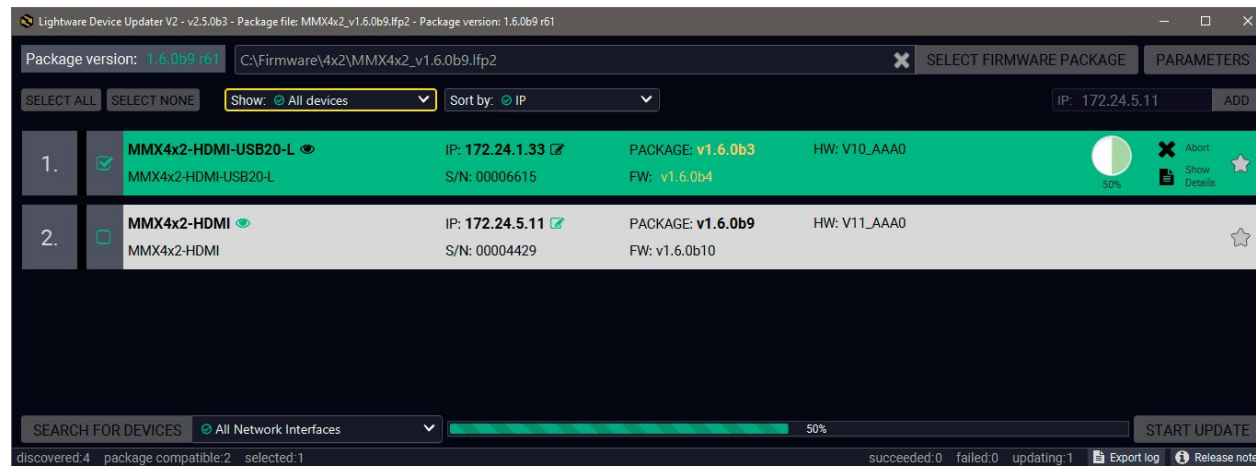 Lightware Device Updater V2 - v2.5.0b3 - Package file: MMX4x2_v1.6.0b9.lfp2 - Package version: 1.6.0b9 r61
Package version: 1.6.0b9 r61 C:\Firmware\4x2\MMX4x2_v1.6.0b9.lfp2 SELECT FIRMWARE PACKAGE PARAMETERS
SELECT ALL SELECT NONE Show: All devices Sort by: IP IP: 172.24.5.11 ADD
1. MMX4x2-HDMI-USB20-L IP: 172.24.1.33 PACKAGE: v1.6.0b3 HW: V10_AAA0 Abort
MMX4x2-HDMI-USB20-L S/N: 00006615 FW: v1.6.0b4 50% Show Details
2. MMX4x2-HDMI IP: 172.24.5.11 PACKAGE: v1.6.0b9 HW: V11_AAA0
MMX4x2-HDMI S/N: 00004429 FW: v1.6.0b10
SEARCH FOR DEVICES All Network Interfaces 50% START UPDATE
discovered:4 package compatible:2 selected:1 succeeded:0 failed:0 updating:1 Export log Release note